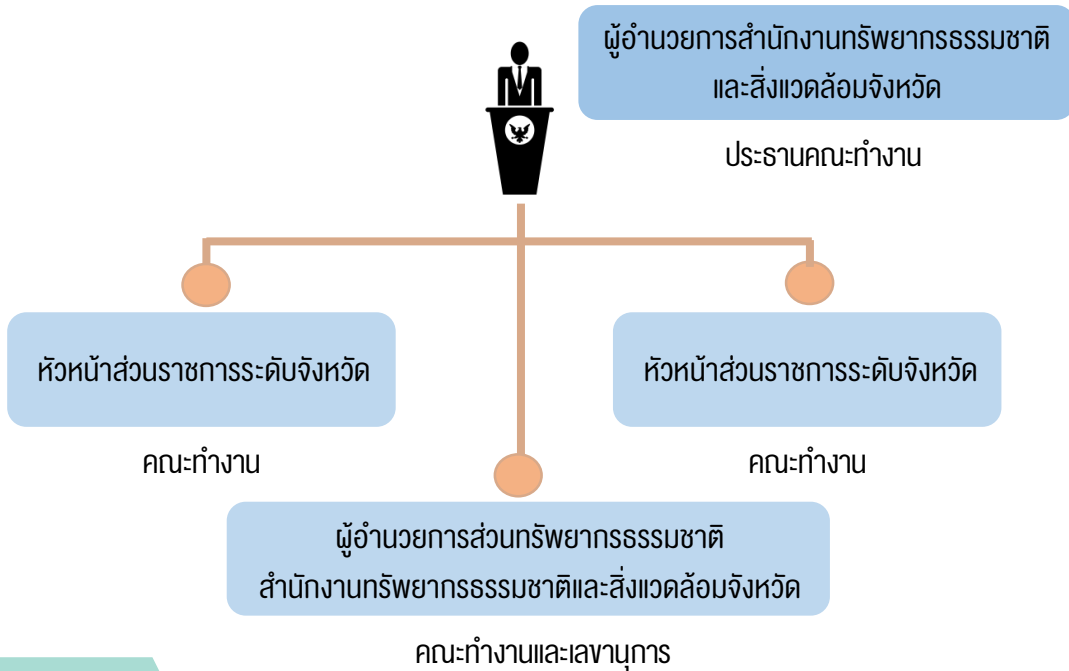 ผู้อำนวยการสำนักงานทรัพยากรธรรมชาติ
และสิ่งแวดล้อมจังหวัด
ประธานคณะทำงาน
หัวหน้าส่วนราชการระดับจังหวัด
คณะทำงาน
หัวหน้าส่วนราชการระดับจังหวัด
คณะทำงาน
ผู้อำนวยการส่วนทรัพยากรธรรมชาติ
สำนักงานทรัพยากรธรรมชาติและสิ่งแวดล้อมจังหวัด
คณะทำงานและเลขานุการ